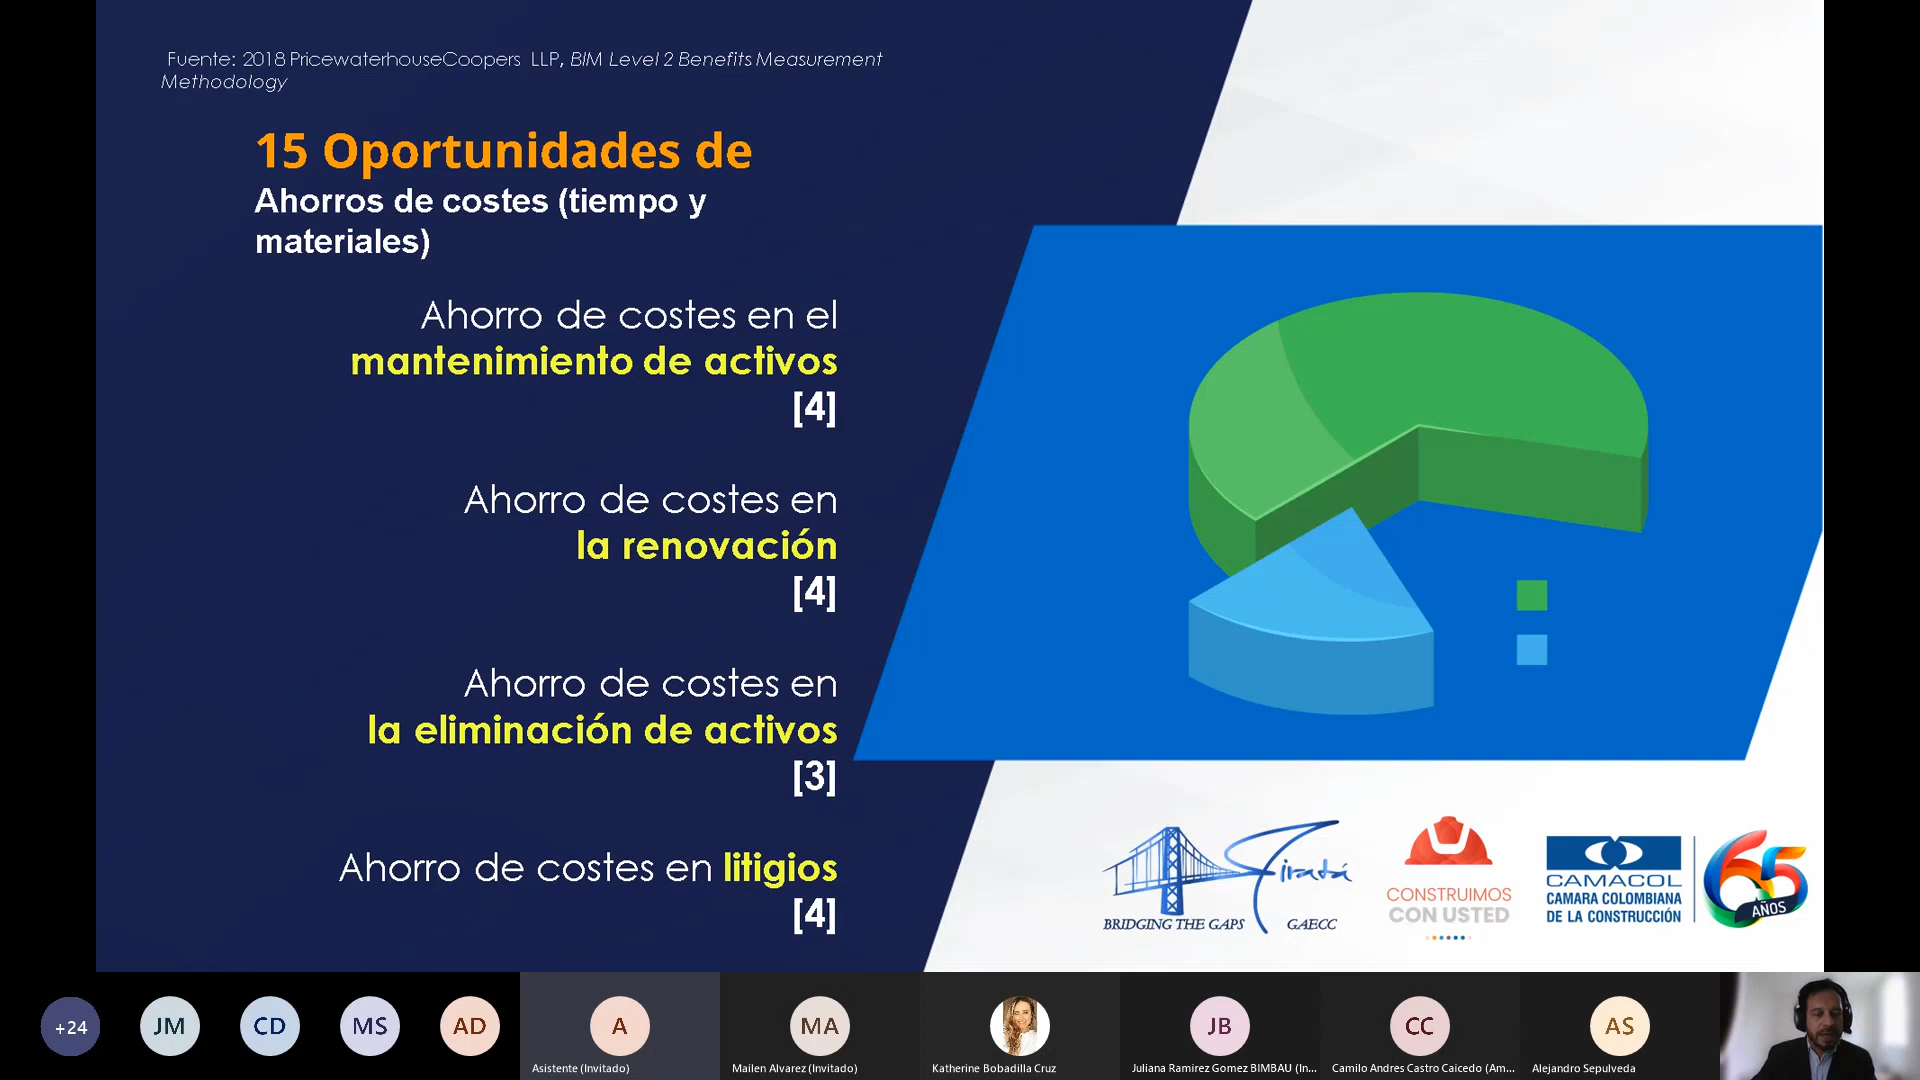 Fuente: 2018 PricewaterhouseCoopers LLP, BIM Level 2 Benefits Measurement
Methodology
15 Oportunidades de
Ahorros de costes (tiempo y
materiales)
Ahorro de costes en el
mantenimiento de activos
[4]
Ahorro de costes en
la renovación
[4]
Ahorro de costes en
la eliminación de activos
[3]
Ahorro de costes en litigios
[4]
Firatá
BRIDGING THE GAPS GAECC
CONSTRUIMOS
CON USTED
CAMACOL
CAMARA COLOMBIANA
DE LA CONSTRUCCIÓN
65
AÑOS
+24
JM
CD
MS
AD
A
Asistente (Invitado)
MA
Mailen Alvarez (Invitado)
Katherine Bobadilla Cruz
JB
Juliana Ramirez Gomez BIMBAU (In...
CC
Camilo Andres Castro Caicedo (Am...
AS
Alejandro Sepulveda